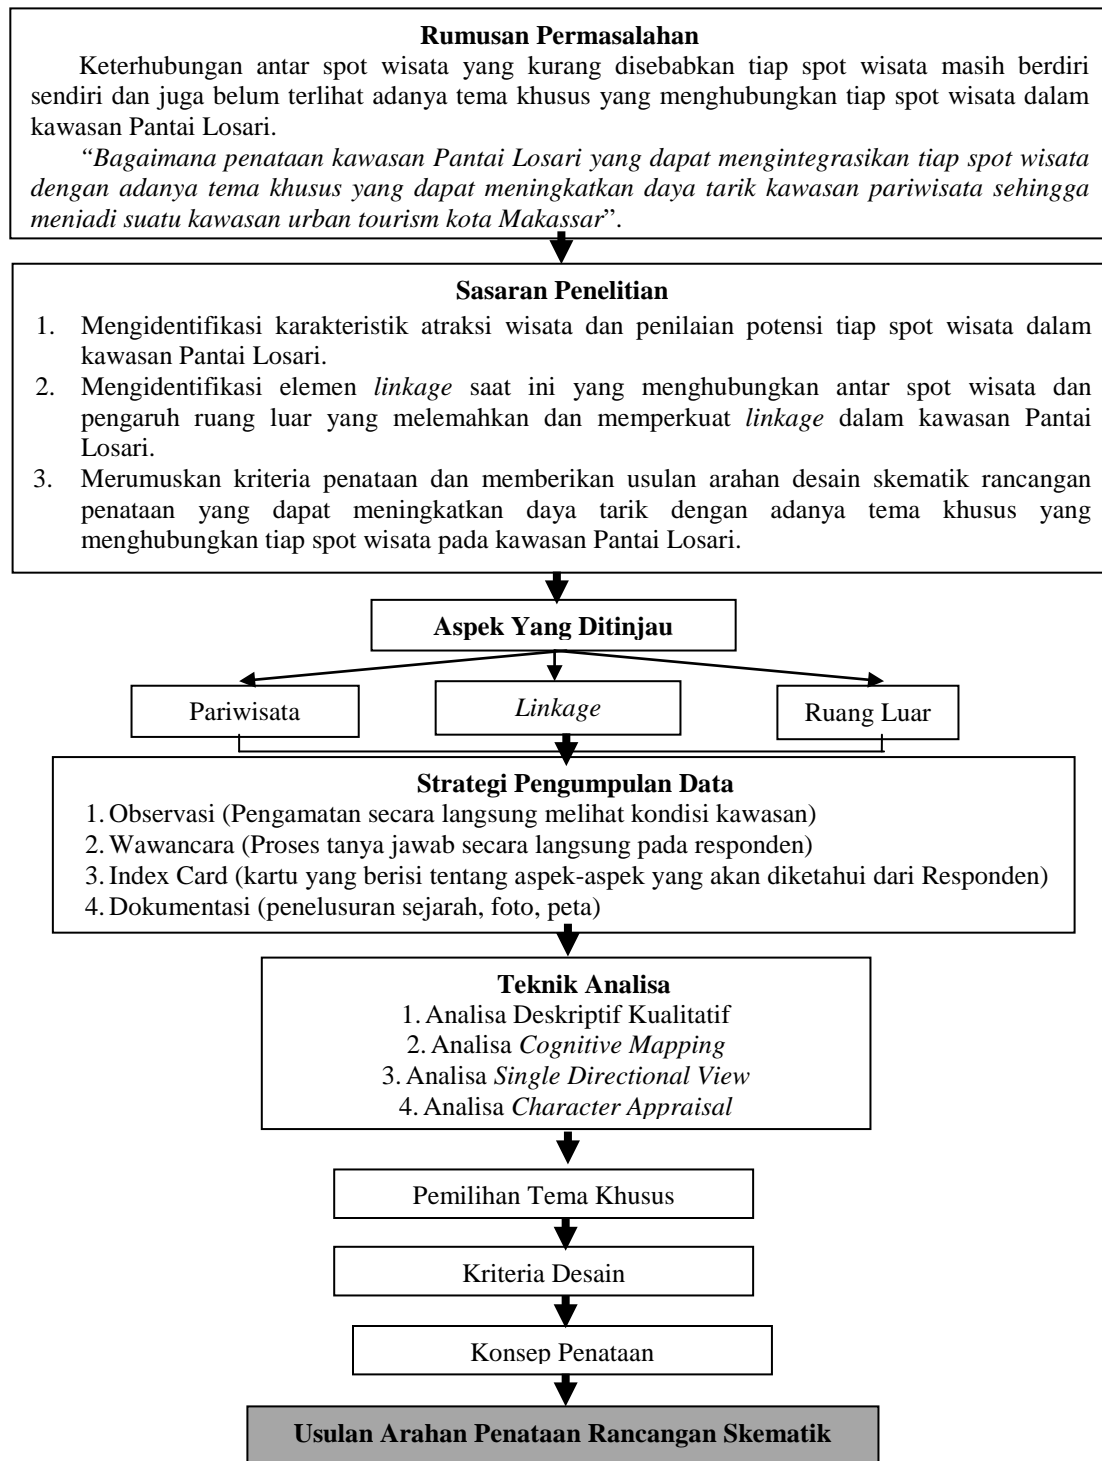 Rumusan Permasalahan
Keterhubungan antar spot wisata yang kurang disebabkan tiap spot wisata masih berdiri
sendiri dan juga belum terlihat adanya tema khusus yang menghubungkan tiap spot wisata dalam
kawasan Pantai Losari.
“Bagaimana penataan kawasan Pantai Losari yang dapat mengintegrasikan tiap spot wisata
dengan adanya tema khusus yang dapat meningkatkan daya tarik kawasan pariwisata sehingga
menjadi suatu kawasan urban tourism kota Makassar”.
Sasaran Penelitian
1. Mengidentifikasi karakteristik atraksi wisata dan penilaian potensi tiap spot wisata dalam
kawasan Pantai Losari.
2. Mengidentifikasi elemen linkage saat ini yang menghubungkan antar spot wisata dan
pengaruh ruang luar yang melemahkan dan memperkuat linkage dalam kawasan Pantai
Losari.
3. Merumuskan kriteria penataan dan memberikan usulan arahan desain skematik rancangan
penataan yang dapat meningkatkan daya tarik dengan adanya tema khusus yang
menghubungkan tiap spot wisata pada kawasan Pantai Losari.
Aspek Yang Ditinjau
Pariwisata
Linkage
Ruang Luar
Strategi Pengumpulan Data
1. Observasi (Pengamatan secara langsung melihat kondisi kawasan)
2. Wawancara (Proses tanya jawab secara langsung pada responden)
3. Index Card (kartu yang berisi tentang aspek-aspek yang akan diketahui dari Responden)
4. Dokumentasi (penelusuran sejarah, foto, peta)
Teknik Analisa
1. Analisa Deskriptif Kualitatif
2. Analisa Cognitive Mapping
3. Analisa Single Directional View
4. Analisa Character Appraisal
Pemilihan Tema Khusus
Kriteria Desain
Konsep Penataan
Usulan Arahan Penataan Rancangan Skematik